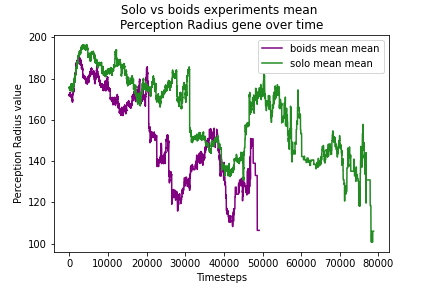 Solo vs boids experiments mean
Perception Radius gene over time
boids mean mean
solo mean mean
Perception Radius value
200
180
160
140
120
100
0 10000 20000 30000 40000 50000 60000 70000 80000
Timesteps